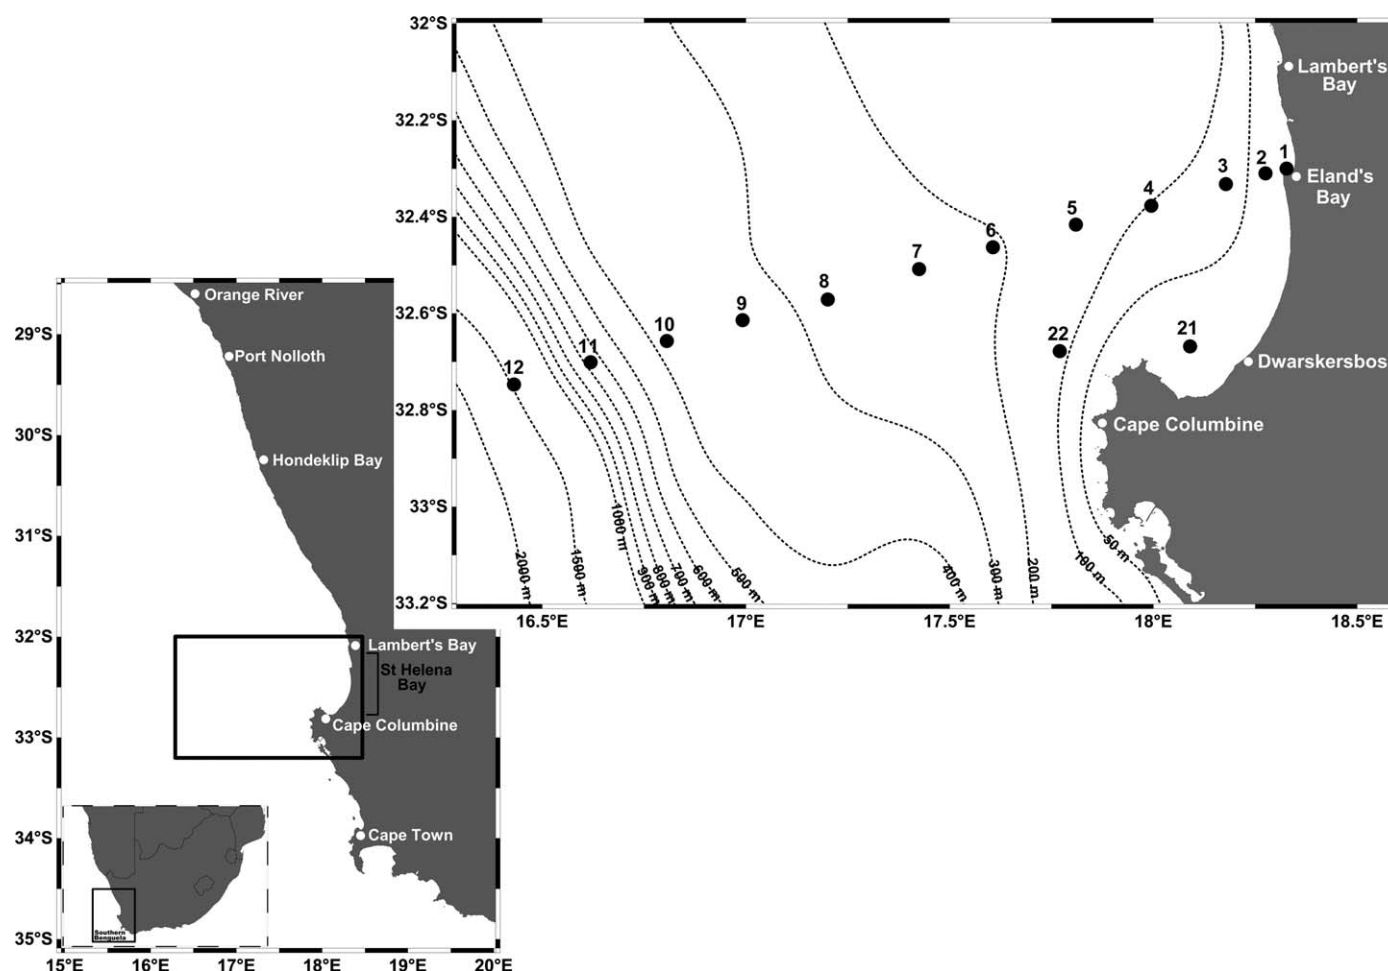 32°S
32.2°S
32.4°S
32.6°S
32.8°S
33°S
33.2°S
16.5°E
17°E
17.5°E
18°E
18.5°E
Lambert's
Bay
Eland's
Bay
Dwarskersbos
Cape Columbine
1
2
3
4
5
6
7
8
9
10
11
12
22
21
2000 m
1500 m
1000 m
900 m
800 m
700 m
600 m
500 m
400 m
300 m
200 m
100 m
50 m
29°S
30°S
31°S
32°S
33°S
34°S
35°S
15°E
16°E
17°E
18°E
19°E
20°E
Orange River
Port Nolloth
Hondeklip Bay
Lambert's Bay
St Helena
Bay
Cape Columbine
Cape Town
Southern
Benguela